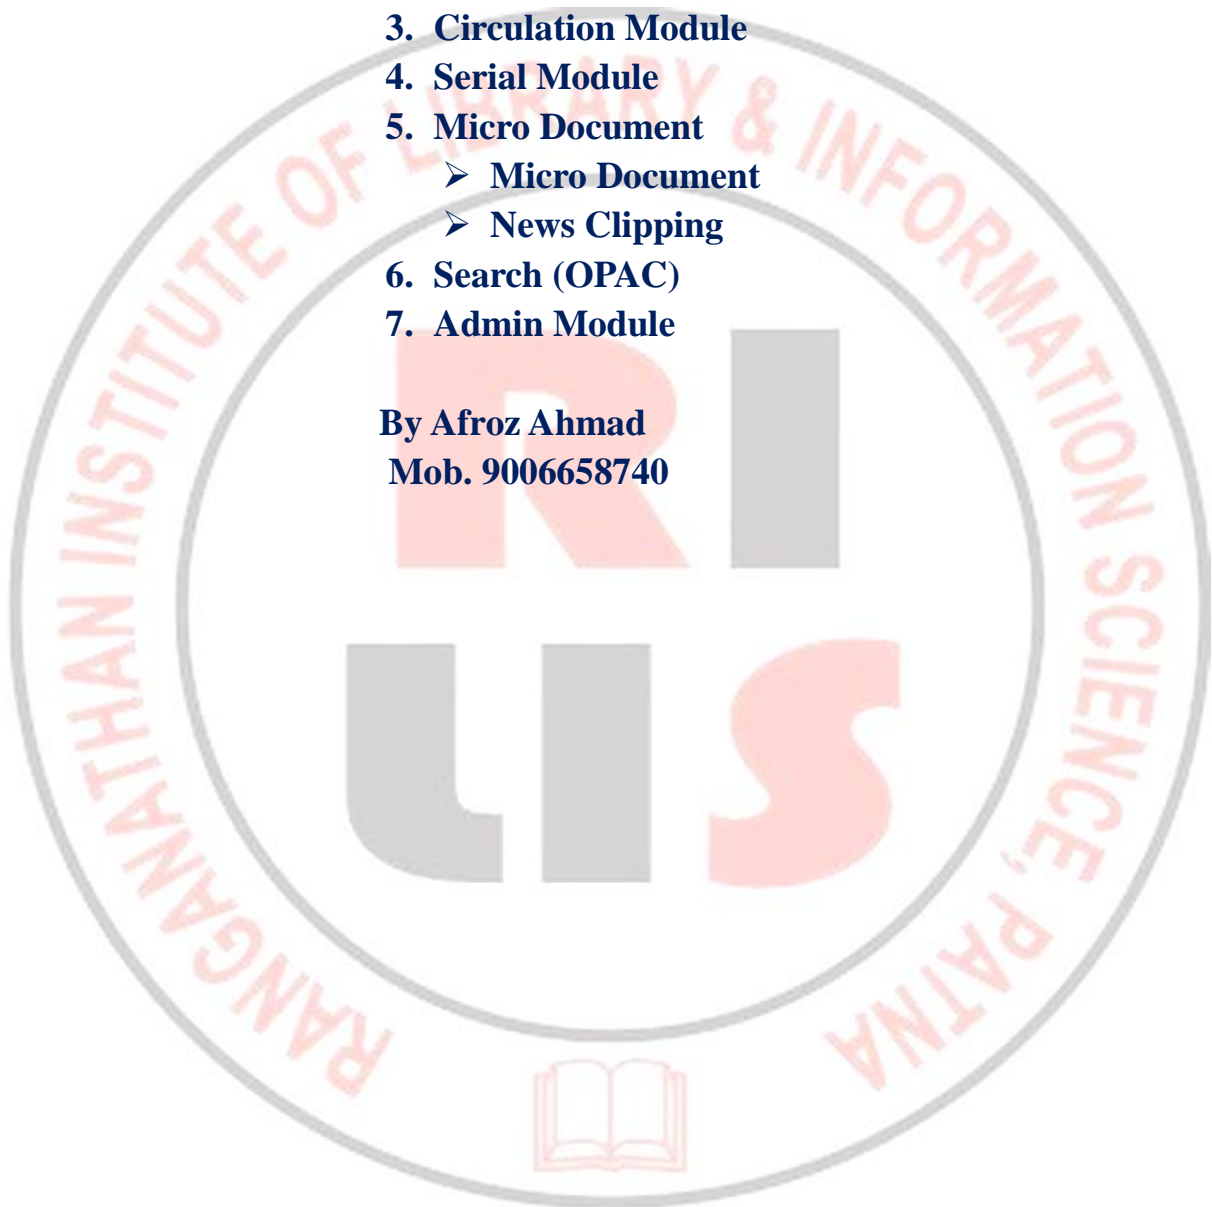 3. Circulation Module
4. Serial Module
5. Micro Document
➢ Micro Document
➢ News Clipping
6. Search (OPAC)
7. Admin Module
By Afroz Ahmad
Mob. 9006658740
RANGANATHAN INSTITUTE OF LIBRARY & INFORMATION SCIENCE, PATNA
RI
LIS